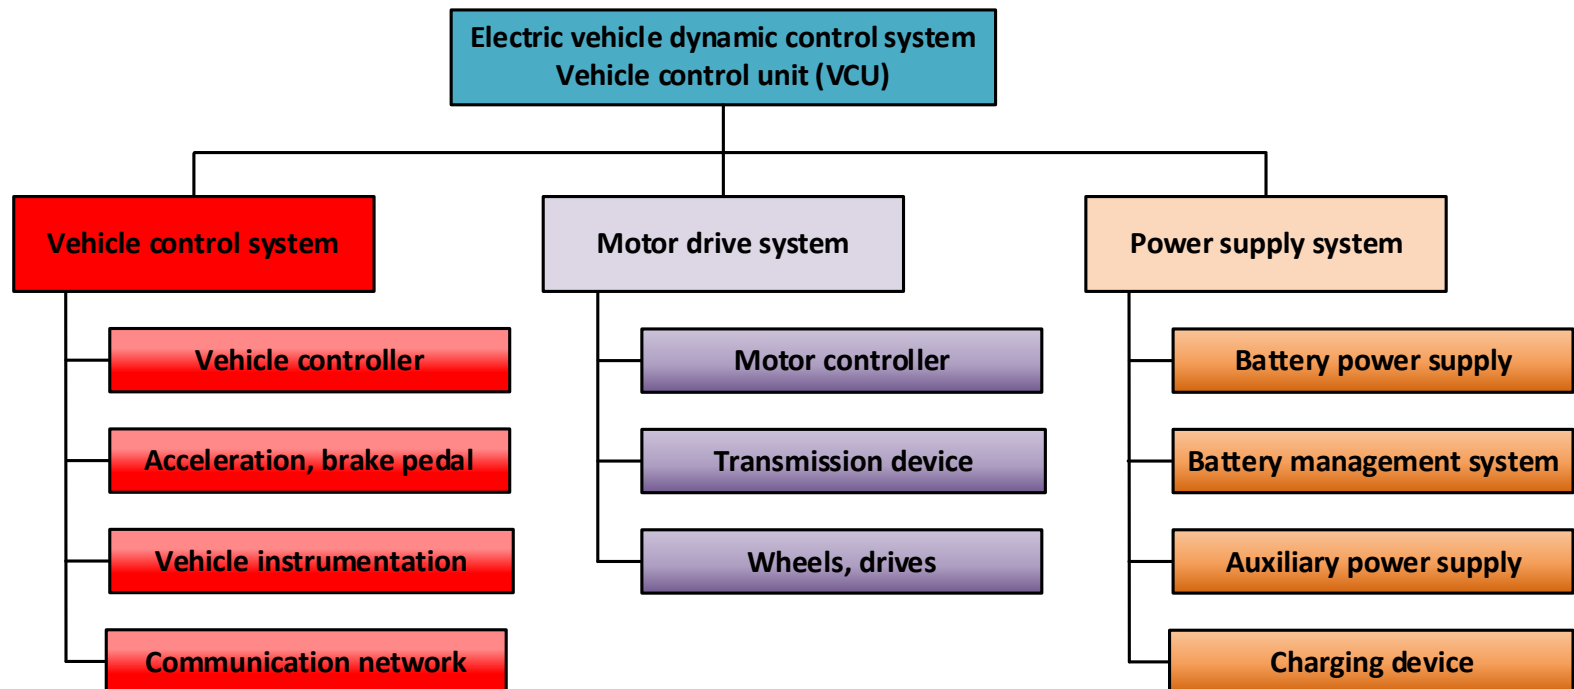 Electric vehicle dynamic control system
Vehicle control unit (VCU)
Vehicle control system
Motor drive system
Power supply system
Vehicle controller
Acceleration, brake pedal
Vehicle instrumentation
Communication network
Motor controller
Transmission device
Wheels, drives
Battery power supply
Battery management system
Auxiliary power supply
Charging device